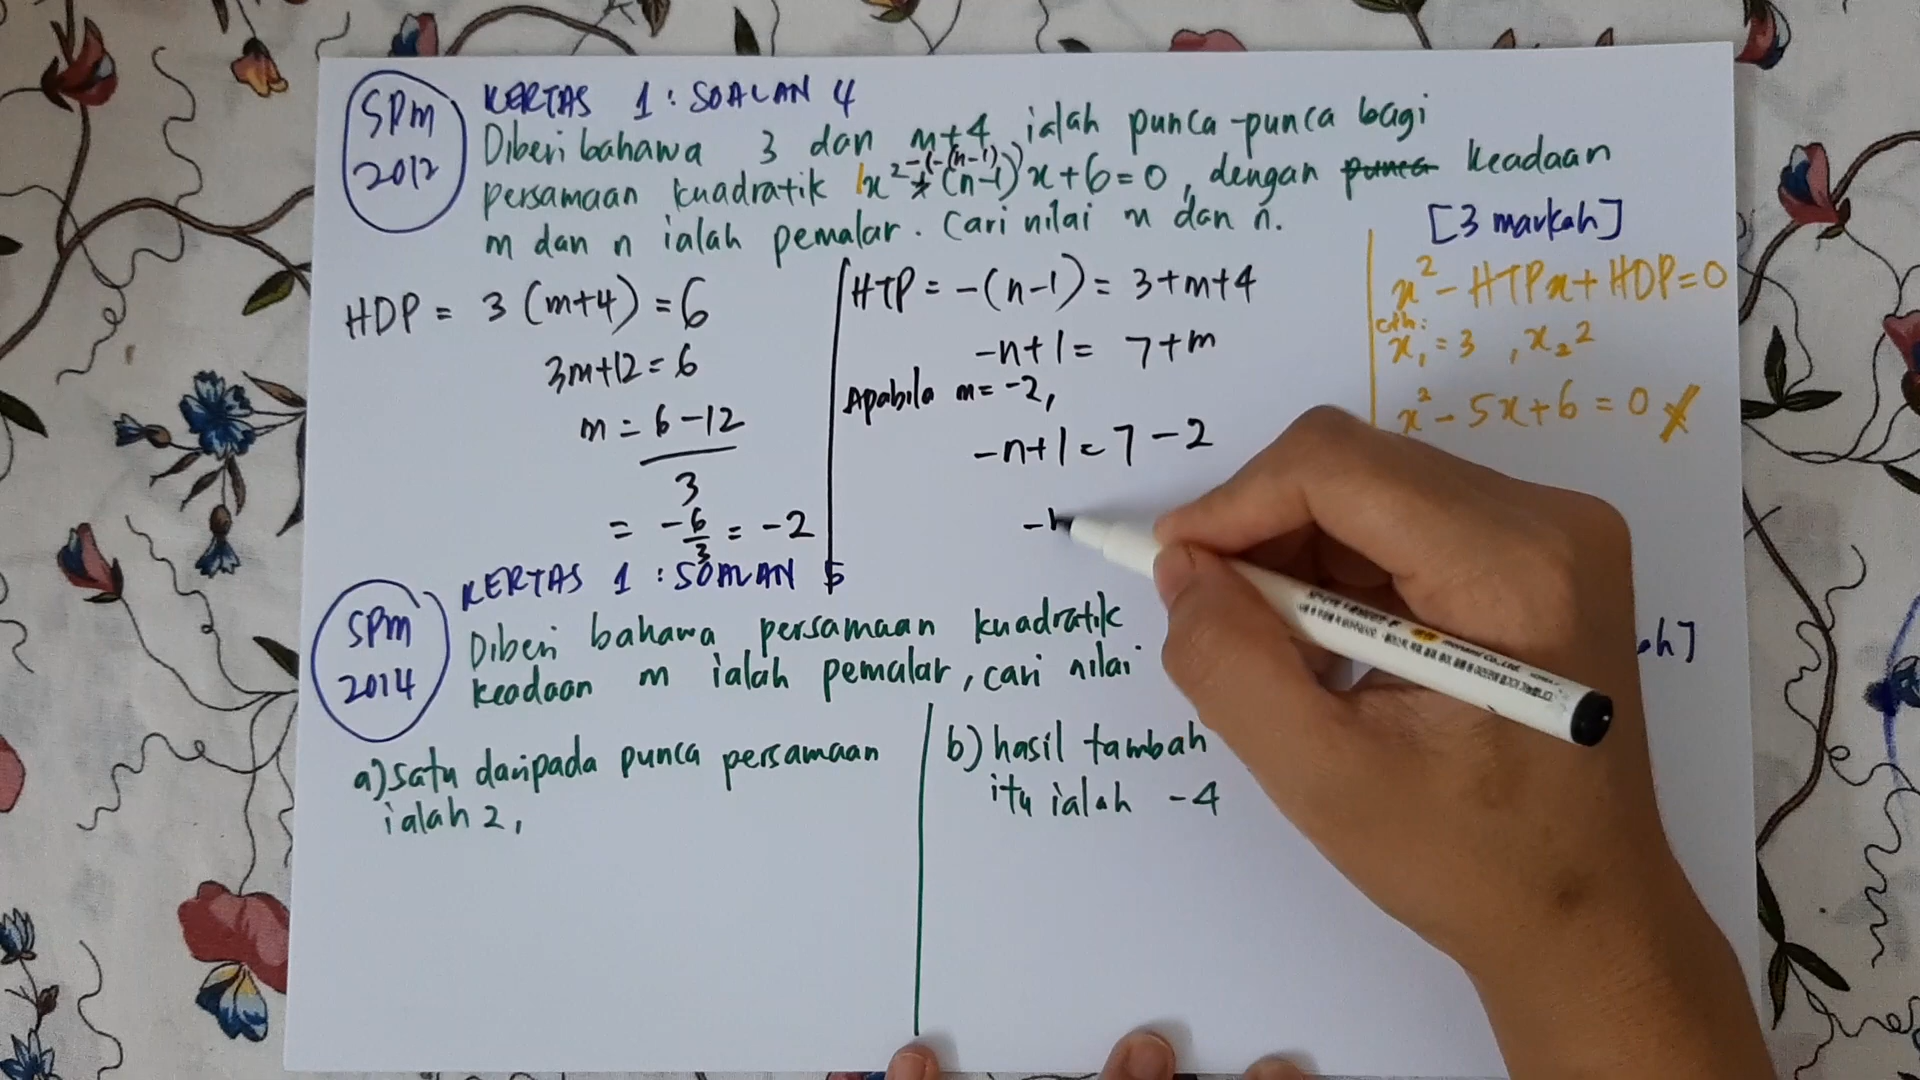 SPM
2012
KERTAS 1 : SOALAN 4
Diberi bahawa 3 dan m+4 ialah punca-punca bagi
persamaan kuadratik 1x² + (n-1)x + 6 = 0, dengan punca keadaan
-(-(n-1))
m dan n ialah pemalar. Cari nilai m dan n.
[3 markah]
HDP = 3 (m+4) = 6
3m+12 = 6
m = 6-12
3
= -6/3 = -2
HTP = -(n-1) = 3+m+4
-n+1 = 7+m
Apabila m = -2,
-n+1 = 7-2
x² - HTPx + HDP = 0
cth:
x₁ = 3 , x₂ 2
x² - 5x + 6 = 0
SPM
2014
KERTAS 1 : SOALAN 5
Diberi bahawa persamaan kuadratik
keadaan m ialah pemalar, cari nilai
a) satu daripada punca persamaan
ialah 2,
b) hasil tambah
itu ialah -4